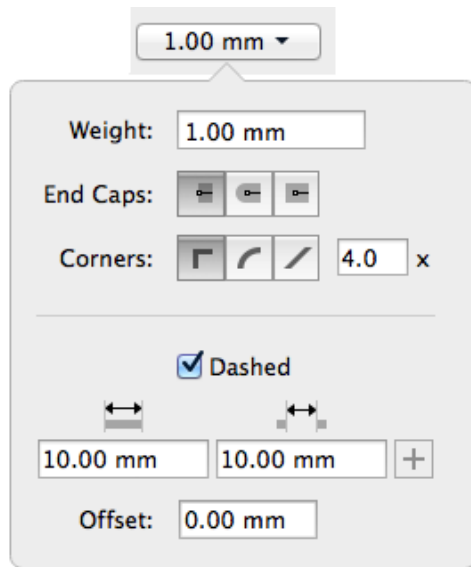 1.00 mm
Weight: 1.00 mm
End Caps:
Corners: 4.0 x
Dashed
10.00 mm 10.00 mm +
Offset: 0.00 mm